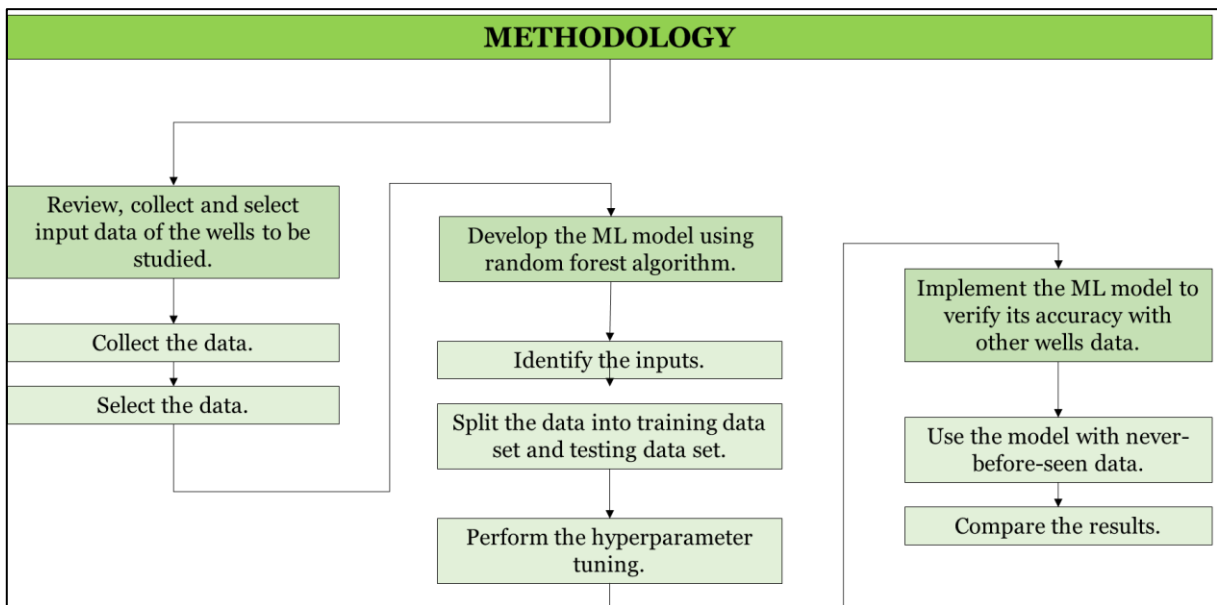 METHODOLOGY
Review, collect and select
input data of the wells to be
studied.
Collect the data.
Select the data.
Develop the ML model using
random forest algorithm.
Identify the inputs.
Split the data into training data
set and testing data set.
Perform the hyperparameter
tuning.
Implement the ML model to
verify its accuracy with
other wells data.
Use the model with never-
before-seen data.
Compare the results.